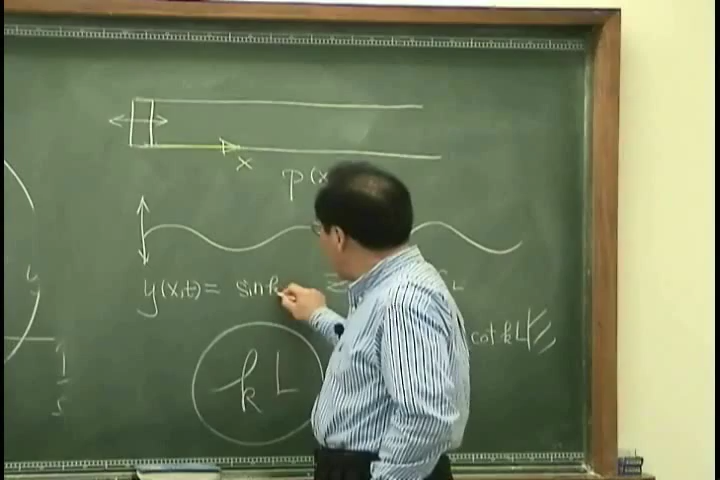 x
p(x
y(x,t) = sin k
L
cot kL
kL